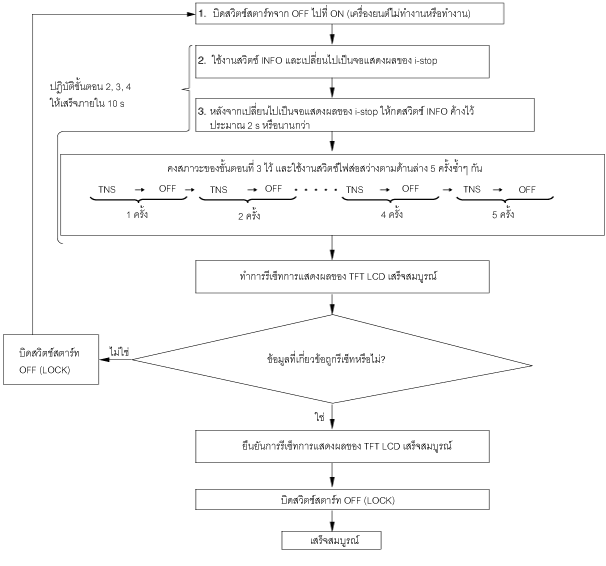 1. บิดสวิตช์สตาร์ทจาก OFF ไปที่ ON (เครื่องยนต์ไม่ทำงานหรือทำงาน)
2. ใช้งานสวิตช์ INFO และเปลี่ยนไปเป็นจอแสดงผลของ i-stop
ปฏิบัติขั้นตอน 2, 3, 4
ให้เสร็จภายใน 10 s
3. หลังจากเปลี่ยนไปเป็นจอแสดงผลของ i-stop ให้กดสวิตช์ INFO ค้างไว้
ประมาณ 2 s หรือนานกว่า
คงสภาวะของขั้นตอนที่ 3 ไว้ และใช้งานสวิตช์ไฟส่องสว่างตามด้านล่าง 5 ครั้งซ้ำๆ กัน
TNS → OFF → TNS → OFF ····· TNS → OFF → TNS → OFF
1 ครั้ง 2 ครั้ง 4 ครั้ง 5 ครั้ง
ทำการรีเซ็ทการแสดงผลของ TFT LCD เสร็จสมบูรณ์
บิดสวิตช์สตาร์ท
OFF (LOCK)
ไม่ใช่
ข้อมูลที่เกี่ยวข้อถูกรีเซ็ทหรือไม่?
ใช่
ยืนยันการรีเซ็ทการแสดงผลของ TFT LCD เสร็จสมบูรณ์
บิดสวิตช์สตาร์ท OFF (LOCK)
เสร็จสมบูรณ์